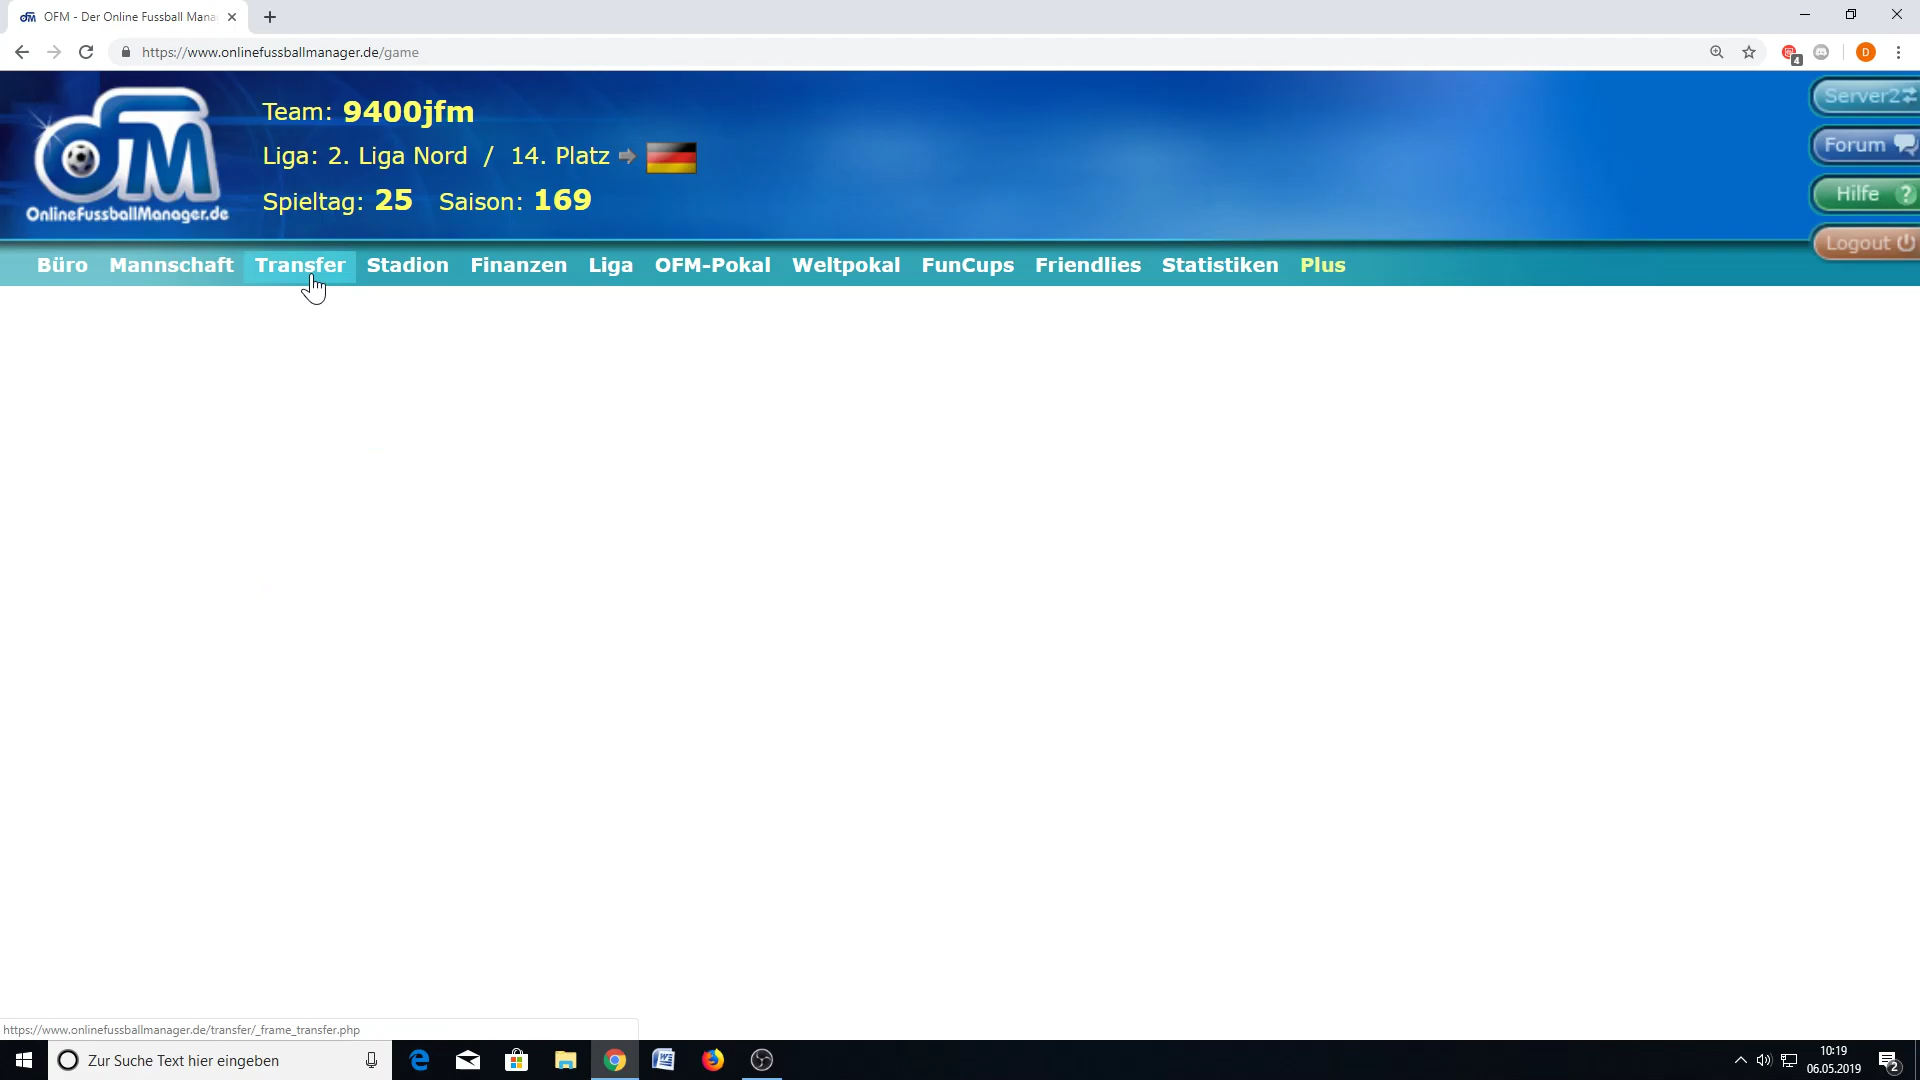 OFM - Der Online Fussball Mana
https://www.onlinefussballmanager.de/game
4
D
OFM
OnlineFussballManager.de
Team: 9400jfm
Liga: 2. Liga Nord / 14. Platz
Spieltag: 25 Saison: 169
Server2
Forum
Hilfe ?
Logout
Büro Mannschaft Transfer Stadion Finanzen Liga OFM-Pokal Weltpokal FunCups Friendlies Statistiken Plus
https://www.onlinefussballmanager.de/transfer/_frame_transfer.php
Zur Suche Text hier eingeben
10:19
06.05.2019
2